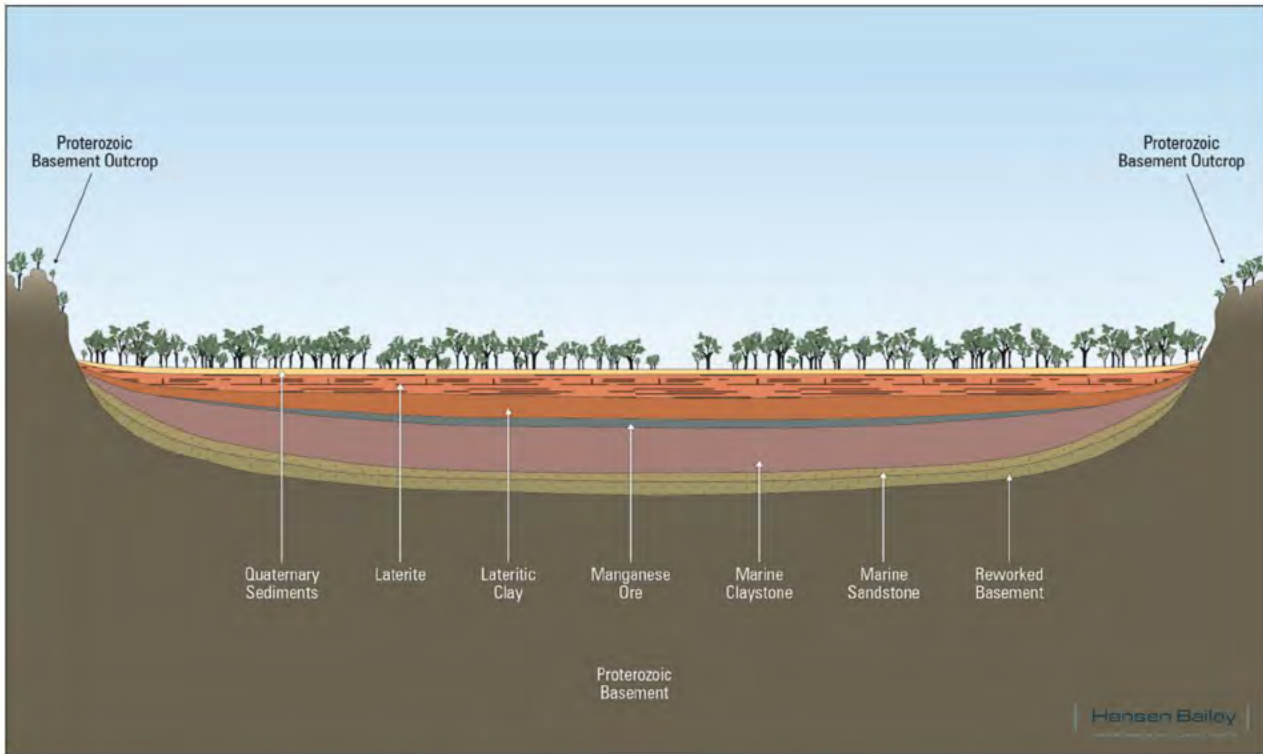 Proterozoic
Basement Outcrop
Proterozoic
Basement Outcrop
Quaternary
Sediments
Laterite
Lateritic
Clay
Manganese
Ore
Marine
Claystone
Marine
Sandstone
Reworked
Basement
Proterozoic
Basement
Hansen Bailey